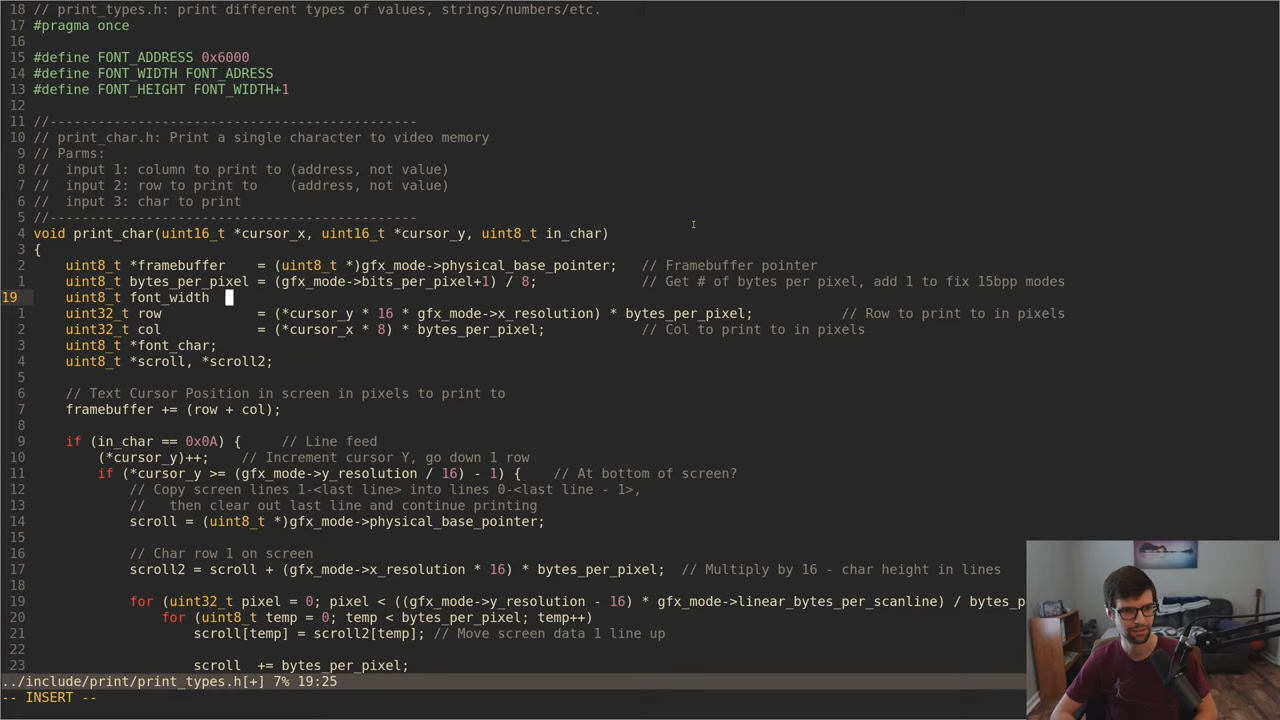 18 // print_types.h: print different types of values, strings/numbers/etc.
17 #pragma once
16
15 #define FONT_ADDRESS 0x6000
14 #define FONT_WIDTH FONT_ADRESS
13 #define FONT_HEIGHT FONT_WIDTH+1
12
11 //-----------------------------------------------
10 // print_char.h: Print a single character to video memory
9 // Parms:
8 //  input 1: column to print to (address, not value)
7 //  input 2: row to print to    (address, not value)
6 //  input 3: char to print
5 //-----------------------------------------------
4 void print_char(uint16_t *cursor_x, uint16_t *cursor_y, uint8_t in_char)
3 {
2     uint8_t *framebuffer    = (uint8_t *)gfx_mode->physical_base_pointer;   // Framebuffer pointer
1     uint8_t bytes_per_pixel = (gfx_mode->bits_per_pixel+1) / 8;             // Get # of bytes per pixel, add 1 to fix 15bpp modes
19     uint8_t font_width
1     uint32_t row            = (*cursor_y * 16 * gfx_mode->x_resolution) * bytes_per_pixel;           // Row to print to in pixels
2     uint32_t col            = (*cursor_x * 8) * bytes_per_pixel;            // Col to print to in pixels
3     uint8_t *font_char;
4     uint8_t *scroll, *scroll2;
5
6     // Text Cursor Position in screen in pixels to print to
7     framebuffer += (row + col);
8
9     if (in_char == 0x0A) {     // Line feed
10         (*cursor_y)++;    // Increment cursor Y, go down 1 row
11         if (*cursor_y >= (gfx_mode->y_resolution / 16) - 1) {    // At bottom of screen?
12             // Copy screen lines 1-<last line> into lines 0-<last line - 1>,
13             //   then clear out last line and continue printing
14             scroll = (uint8_t *)gfx_mode->physical_base_pointer;
15
16             // Char row 1 on screen
17             scroll2 = scroll + (gfx_mode->x_resolution * 16) * bytes_per_pixel;  // Multiply by 16 - char height in lines
18
19             for (uint32_t pixel = 0; pixel < ((gfx_mode->y_resolution - 16) * gfx_mode->linear_bytes_per_scanline) / bytes_p
20                 for (uint8_t temp = 0; temp < bytes_per_pixel; temp++)
21                     scroll[temp] = scroll2[temp]; // Move screen data 1 line up
22
23                     scroll  += bytes_per_pixel;
../include/print/print_types.h[+] 7% 19:25
-- INSERT --